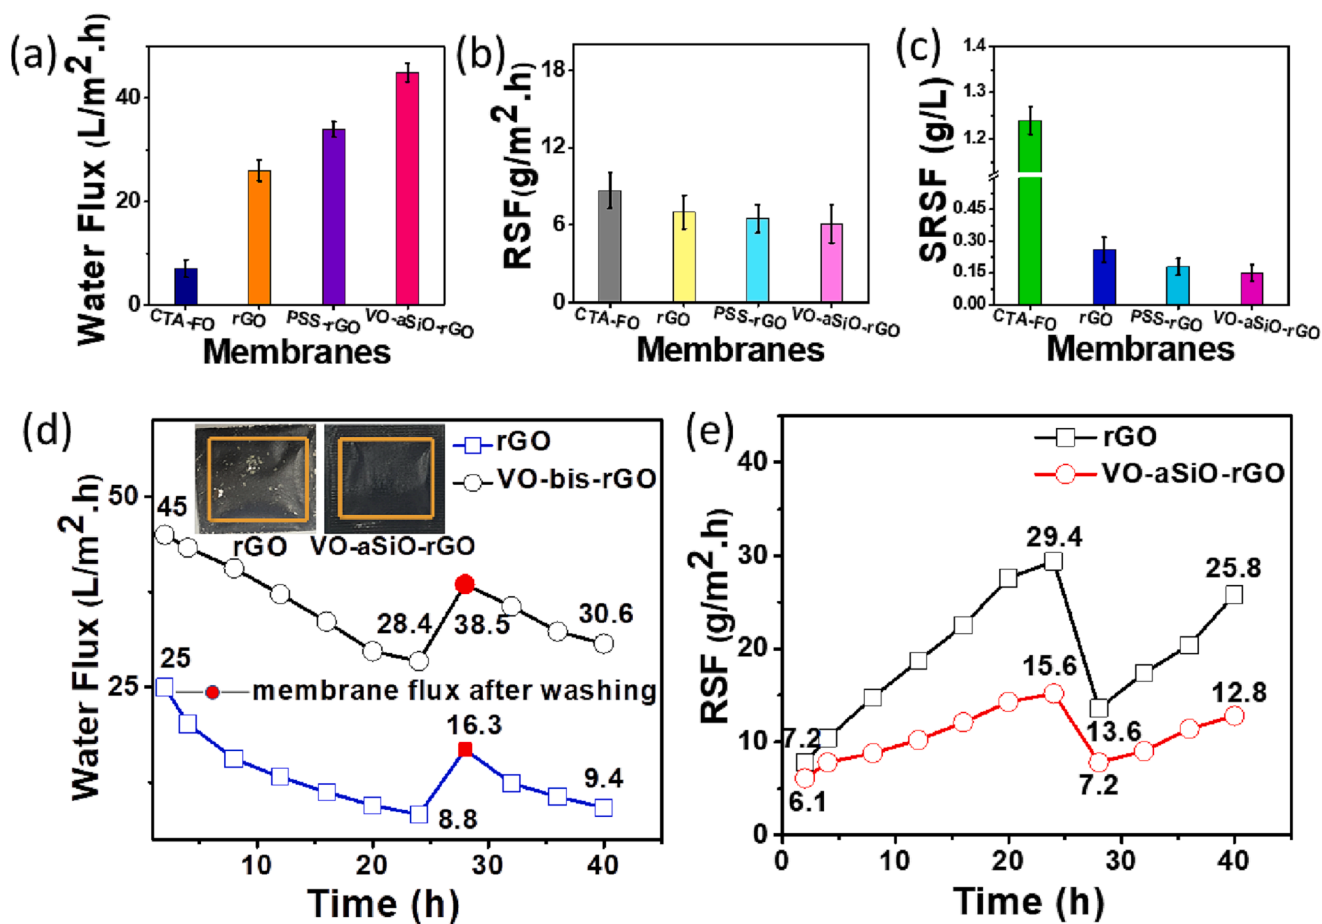 (a)
Water Flux (L/m².h)
40
20
0
CTA-FO rGO PSS-rGO VO-aSiO-rGO
Membranes
(b)
RSF(g/m².h)
18
12
6
0
CTA-FO rGO PSS-rGO VO-aSiO-rGO
Membranes
(c)
SRSF (g/L)
1.4
1.3
1.2
0.45
0.30
0.15
0.00
CTA-FO rGO PSS-rGO VO-aSiO-rGO
Membranes
(d)
Water Flux (L/m².h)
50
25
rGO
VO-bis-rGO
rGO VO-aSiO-rGO
45
28.4
38.5
30.6
25
membrane flux after washing
16.3
8.8
9.4
10 20 30 40
Time (h)
(e)
RSF (g/m².h)
40
30
20
10
0
rGO
VO-aSiO-rGO
29.4
25.8
15.6
12.8
7.2
13.6
6.1
7.2
0 10 20 30 40
Time (h)